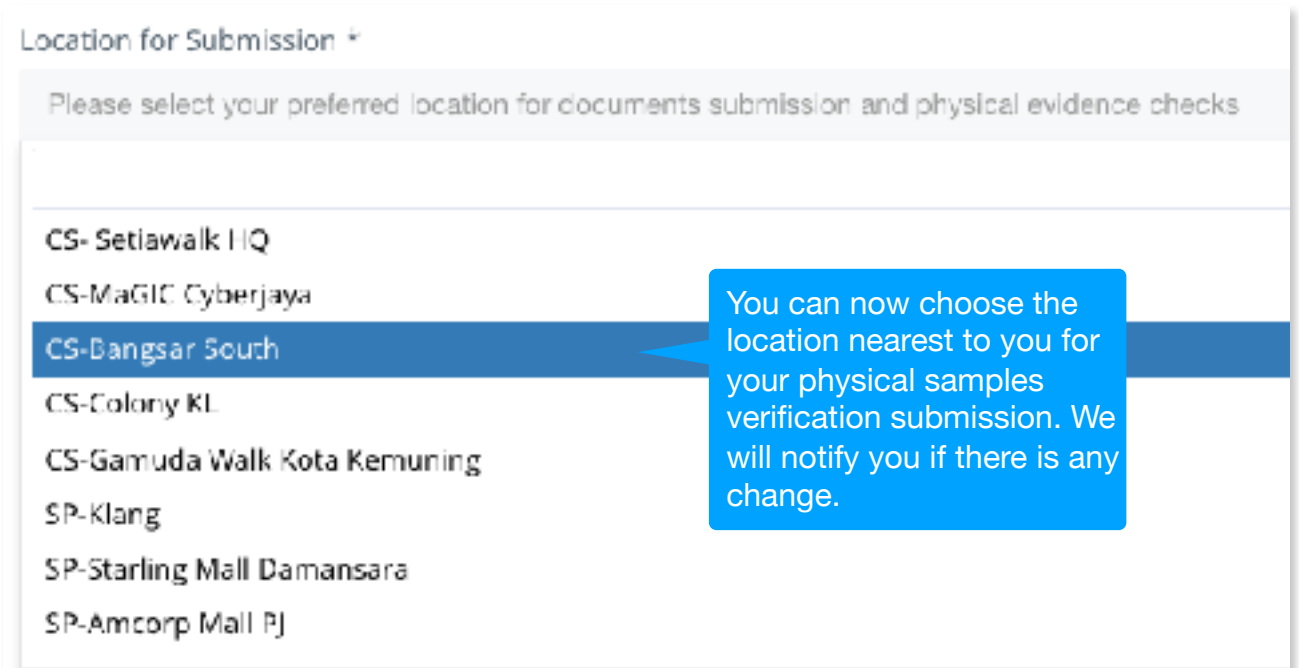 Location for Submission *
Please select your preferred location for documents submission and physical evidence checks
CS- Setiawalk HQ
CS-MaGIC Cyberjaya
CS-Bangsar South
CS-Colony KL
CS-Gamuda Walk Kota Kemuning
SP-Klang
SP-Starling Mall Damansara
SP-Amcorp Mall PJ
You can now choose the
location nearest to you for
your physical samples
verification submission. We
will notify you if there is any
change.